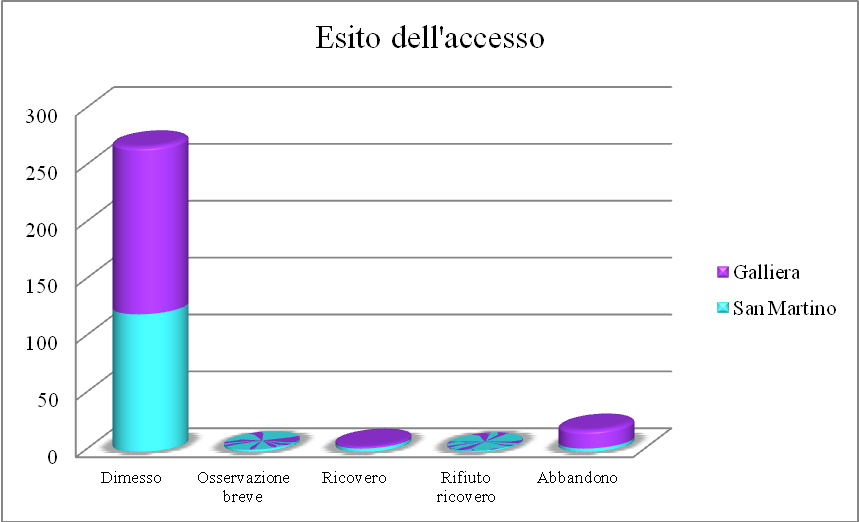 Esito dell'accesso
300
250
200
150
100
50
0
Dimesso
Osservazione
breve
Ricovero
Rifiuto
ricovero
Abbandono
Galliera
San Martino